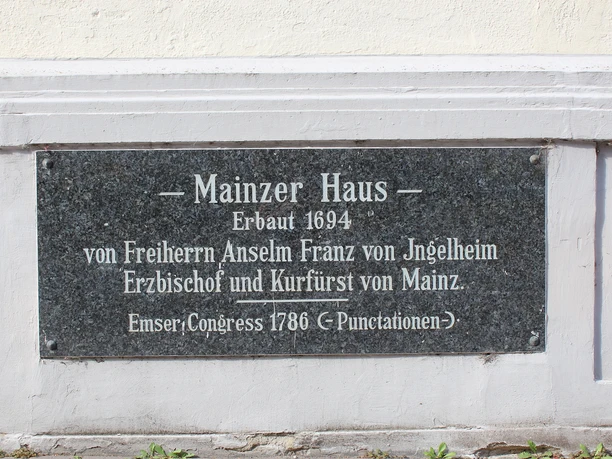 — Mainzer Haus —
Erbaut 1694
von Freiherrn Anselm Franz von Jngelheim
Erzbischof und Kurfürst von Mainz.
Emser Congress 1786 (-Punctationen-)